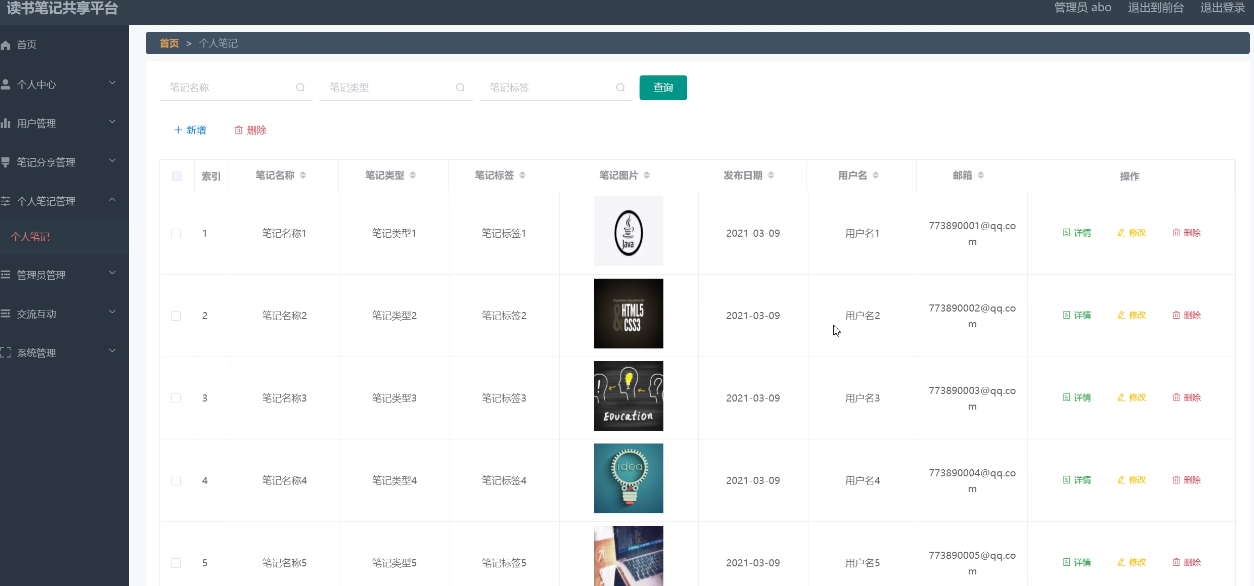 读书笔记共享平台
管理员 abo 退出到前台 退出登录
首页
个人中心
用户管理
笔记分享管理
个人笔记管理
个人笔记
管理员管理
交流互动
系统管理
首页 > 个人笔记
笔记名称 笔记类型 笔记标签 查询
+ 新增 删除
索引 笔记名称 笔记类型 笔记标签 笔记图片 发布日期 用户名 邮箱 操作
1 笔记名称1 笔记类型1 笔记标签1 Java 2021-03-09 用户名1 773890001@qq.co
m
详情 修改 删除
2 笔记名称2 笔记类型2 笔记标签2 HTML5
& CSS3
2021-03-09 用户名2 773890002@qq.co
m
详情 修改 删除
3 笔记名称3 笔记类型3 笔记标签3 ! ?
EDUCATION
2021-03-09 用户名3 773890003@qq.co
m
详情 修改 删除
4 笔记名称4 笔记类型4 笔记标签4 idea 2021-03-09 用户名4 773890004@qq.co
m
详情 修改 删除
5 笔记名称5 笔记类型5 笔记标签5 2021-03-09 用户名5 773890005@qq.co
m
详情 修改 删除